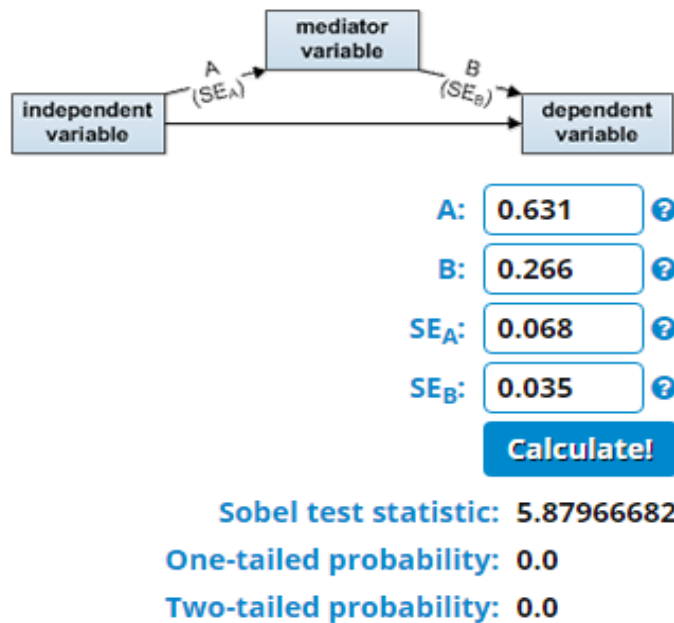 mediator
variable
A
(SEA)
B
(SEB)
independent
variable
dependent
variable
A: 0.631 ?
B: 0.266 ?
SEA: 0.068 ?
SEB: 0.035 ?
Calculate!
Sobel test statistic: 5.87966682
One-tailed probability: 0.0
Two-tailed probability: 0.0